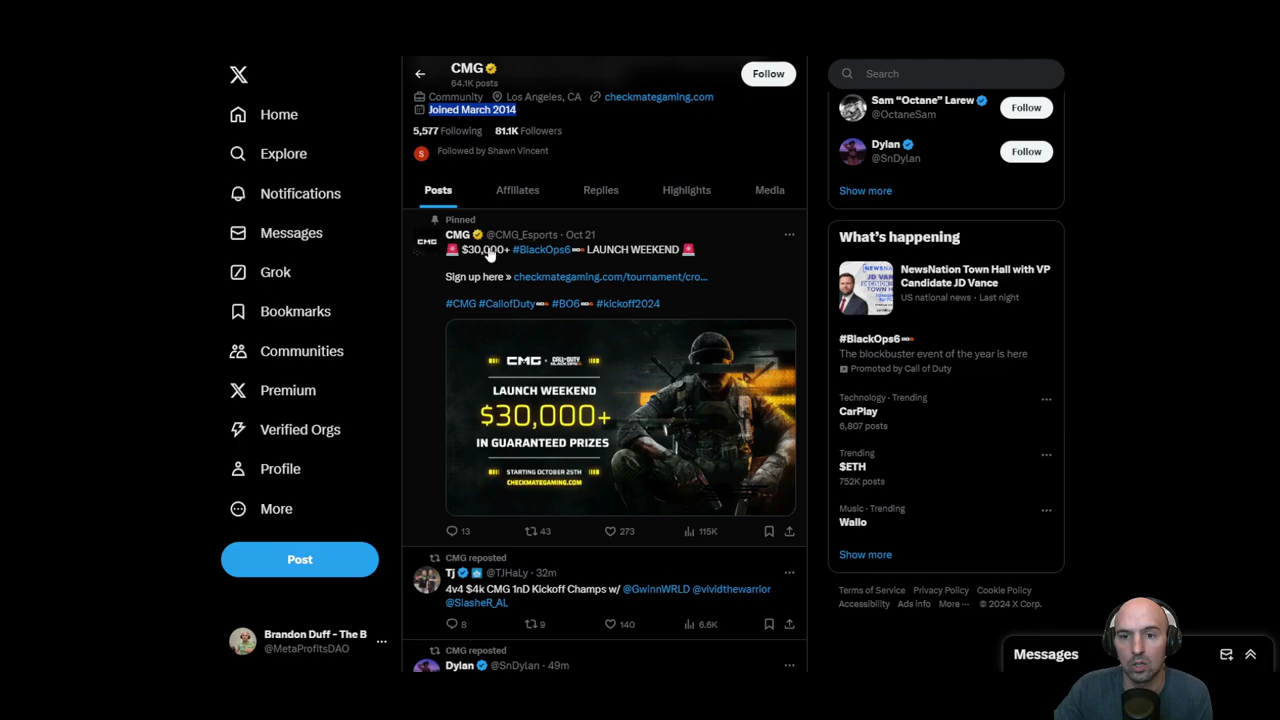 Home
Explore
Notifications
Messages
Grok
Bookmarks
Communities
Premium
Verified Orgs
Profile
More
Post
Brandon Duff - The B
@MetaProfitsDAO
CMG
64.1K posts
Follow
Community Los Angeles, CA checkmategaming.com
Joined March 2014
5,577 Following 81.1K Followers
S Followed by Shawn Vincent
Posts Affiliates Replies Highlights Media
Pinned
CMG @CMG_Esports · Oct 21
🚨 $30,000+ #BlackOps6 LAUNCH WEEKEND 🚨
Sign up here » checkmategaming.com/tournament/cro...
#CMG #CallofDuty #BO6 #kickoff2024
CMG
CMG × CALL OF DUTY
LAUNCH WEEKEND
$30,000+
IN GUARANTEED PRIZES
STARTING OCTOBER 25TH
CHECKMATEGAMING.COM
13 43 273 115K
CMG reposted
Tj @TJHaLy · 32m
4v4 $4k CMG 1nD Kickoff Champs w/ @GwinnWRLD @vividthewarrior
@SlasheR_AL
8 9 140 6.6K
CMG reposted
Dylan @SnDylan · 49m
Search
Sam “Octane” Larew
@OctaneSam
Follow
Dylan
@SnDylan
Follow
Show more
What’s happening
NewsNation Town Hall with VP
Candidate JD Vance
US national news · Last night
#BlackOps6
The blockbuster event of the year is here
Promoted by Call of Duty
Technology · Trending
CarPlay
6,807 posts
Trending
$ETH
752K posts
Music · Trending
Wallo
Show more
Terms of Service Privacy Policy Cookie Policy
Accessibility Ads info More ··· © 2024 X Corp.
Messages